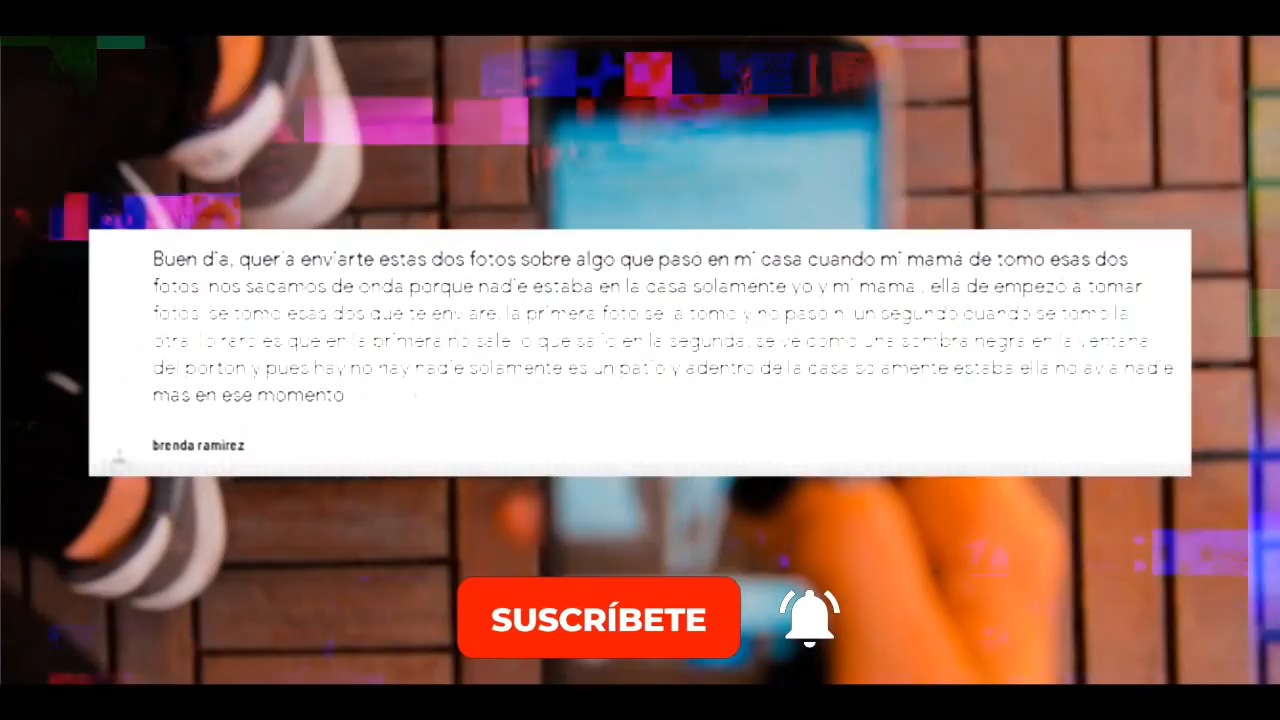 Buen día, quería enviarte estas dos fotos sobre algo que pasó en mi casa cuando mi mamá de tomo esas dos
fotos, nos sacamos de onda porque nadie estaba en la casa solamente yo y mi mama , ella de empezo a tomar
fotos, se tomo esas dos que te enviare, la primera foto se la tomo y no paso ni un segundo cuando se tomo la
otra, lo raro es que en la primera no sale lo que salio en la segunda, se ve como una sombra negra en la ventana
del porton y pues hay no hay nadie solamente es un patio y adentro de la casa solamente estaba ella no avia nadie
mas en ese momento
brenda ramirez
SUSCRÍBETE